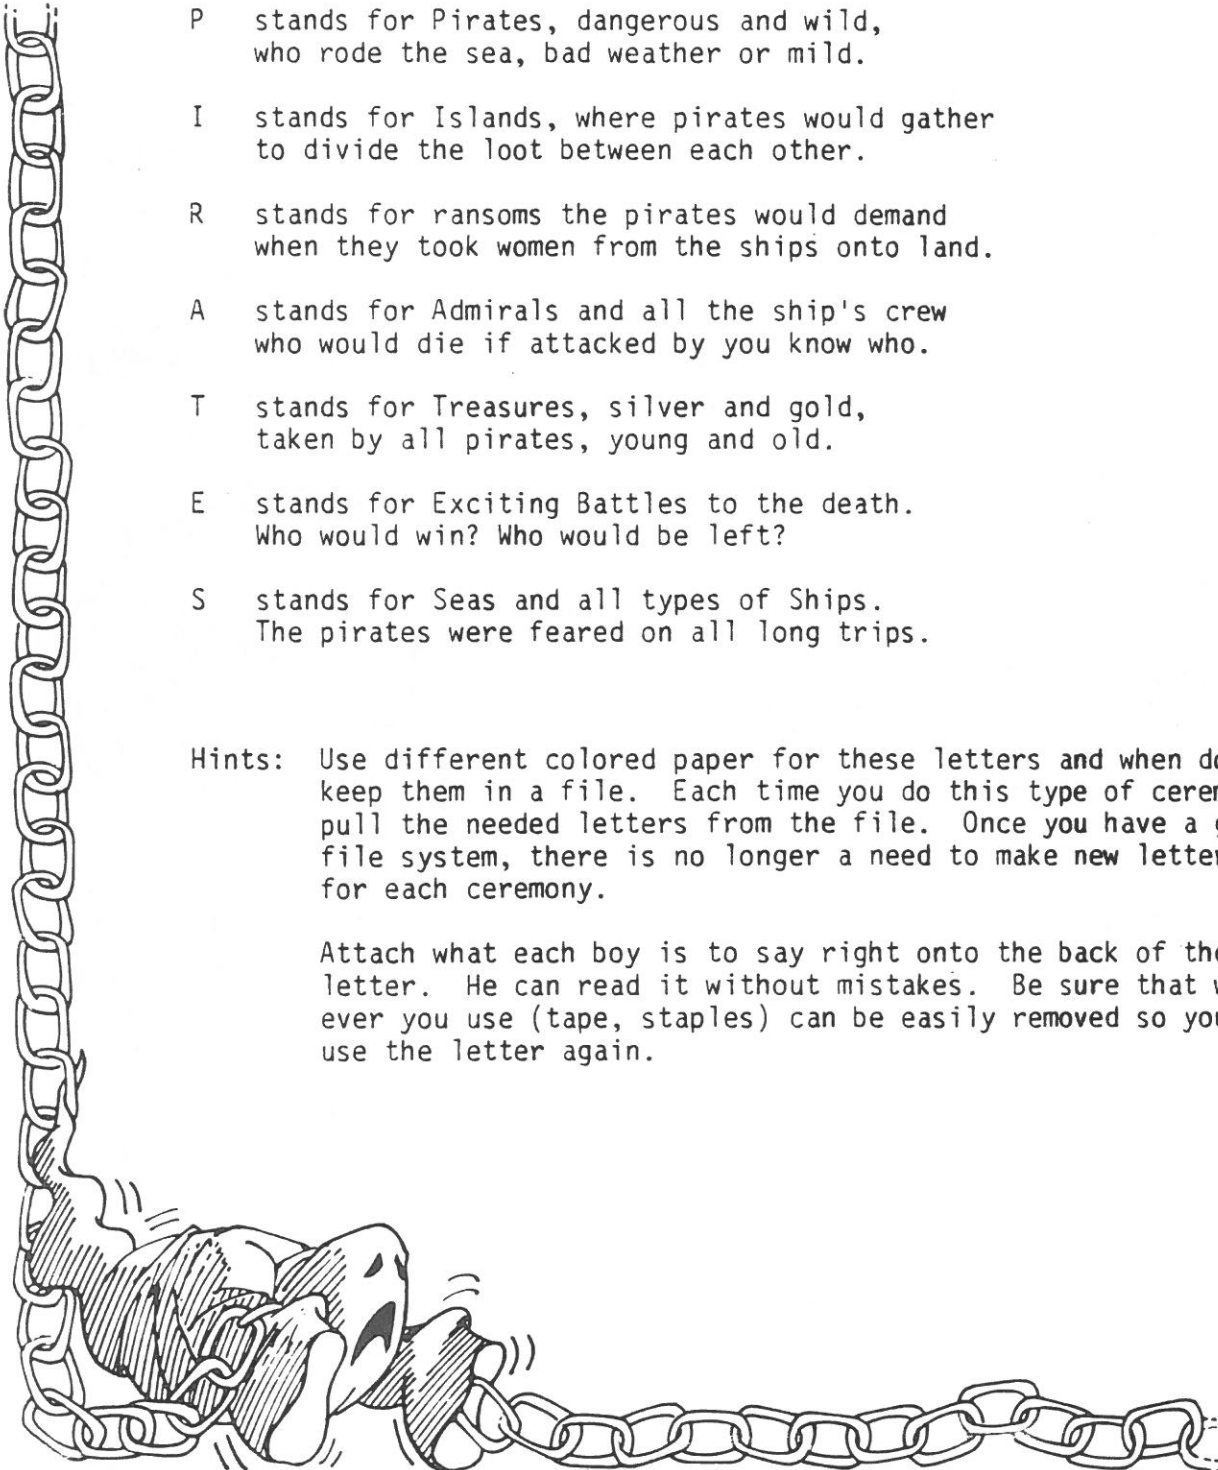 P stands for Pirates, dangerous and wild,
who rode the sea, bad weather or mild.
I stands for Islands, where pirates would gather
to divide the loot between each other.
R stands for ransoms the pirates would demand
when they took women from the ships onto land.
A stands for Admirals and all the ship's crew
who would die if attacked by you know who.
T stands for Treasures, silver and gold,
taken by all pirates, young and old.
E stands for Exciting Battles to the death.
Who would win? Who would be left?
S stands for Seas and all types of Ships.
The pirates were feared on all long trips.
Hints: Use different colored paper for these letters and when
keep them in a file. Each time you do this type of
pull the needed letters from the file. Once you have a
file system, there is no longer a need to make new
for each ceremony.
Attach what each boy is to say right onto the back of
letter. He can read it without mistakes. Be sure that
ever you use (tape, staples) can be easily removed so
use the letter again.